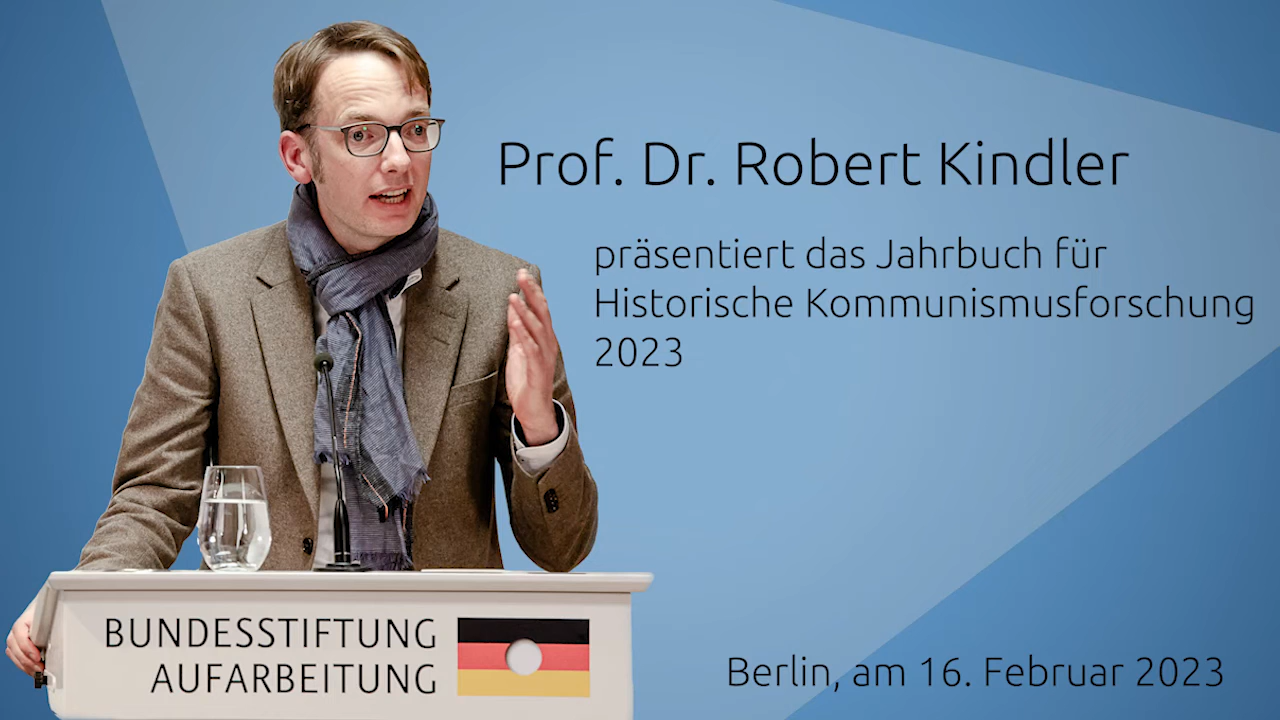 Prof. Dr. Robert Kindler
präsentiert das Jahrbuch für
Historische Kommunismusforschung
2023
BUNDESSTIFTUNG
AUFARBEITUNG
Berlin, am 16. Februar 2023